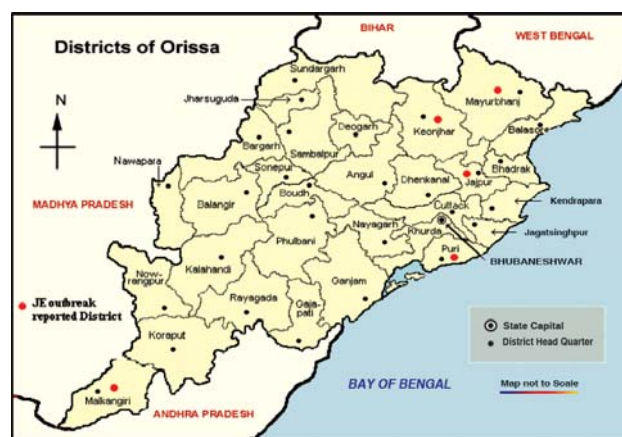 BIHAR
WEST BENGAL
Districts of Orissa
Sundargarh
N
Jharsuguda
Mayurbhanj
Deogarh
Keonjhar
Balasore
Bargarh
Sambalpur
Nawapara
Sonepur
Angul
Bhadrak
Jajpur
Dhenkanal
Balangir
Boudh
Kendrapara
MADHYA PRADESH
Cuttack
Nayagarh
Khurda
Jagatsinghpur
Phulbani
Puri
BHUBANESHWAR
Kalahandi
Now-
rangpur
Ganjam
Rayagada
Gaja-
pati
JE outbreak
reported District
Koraput
State Capital
District Head Quarter
Malkangiri
BAY OF BENGAL
Map not to Scale
ANDHRA PRADESH